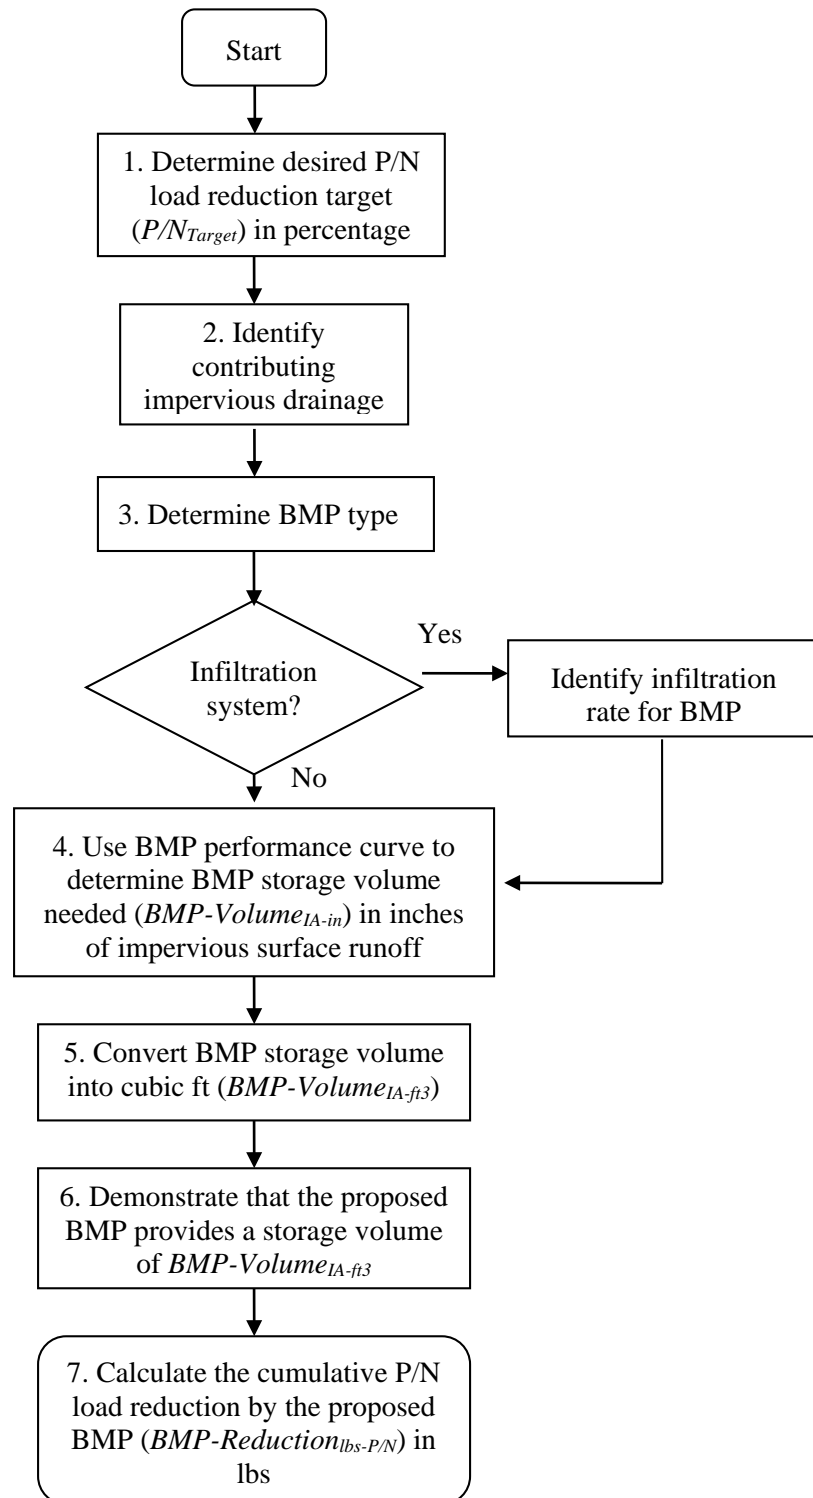 Start
1. Determine desired P/N
load reduction target
(P/NTarget) in percentage
2. Identify
contributing
impervious drainage
3. Determine BMP type
Infiltration
system?
Yes
Identify infiltration
rate for BMP
No
4. Use BMP performance curve to
determine BMP storage volume
needed (BMP-VolumeIA-in) in inches
of impervious surface runoff
5. Convert BMP storage volume
into cubic ft (BMP-VolumeIA-ft3)
6. Demonstrate that the proposed
BMP provides a storage volume
of BMP-VolumeIA-ft3
7. Calculate the cumulative P/N
load reduction by the proposed
BMP (BMP-Reductionlbs-P/N) in
lbs